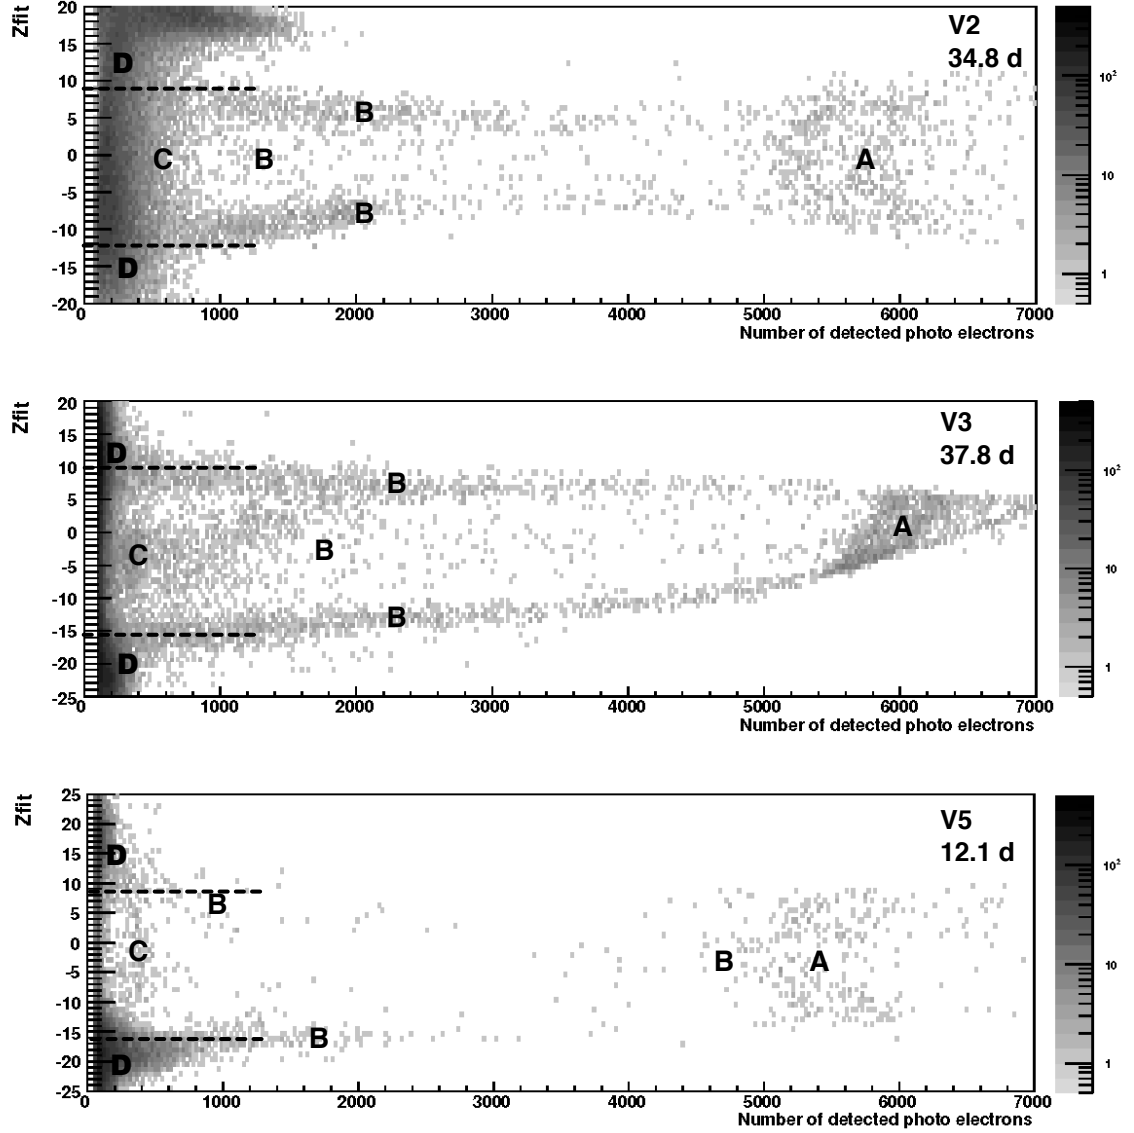 Zfit
20
15
10
5
0
-5
-10
-15
-20
D
D
C
B
B
B
A
V2
34.8 d
0 1000 2000 3000 4000 5000 6000 7000
Number of detected photo electrons
10²
10
1
Zfit
20
15
10
5
0
-5
-10
-15
-20
-25
D
D
C
B
B
B
A
V3
37.8 d
0 1000 2000 3000 4000 5000 6000 7000
Number of detected photo electrons
10²
10
1
Zfit
25
20
15
10
5
0
-5
-10
-15
-20
-25
D
D
C
B
B
B
A
V5
12.1 d
0 1000 2000 3000 4000 5000 6000 7000
Number of detected photo electrons
10²
10
1